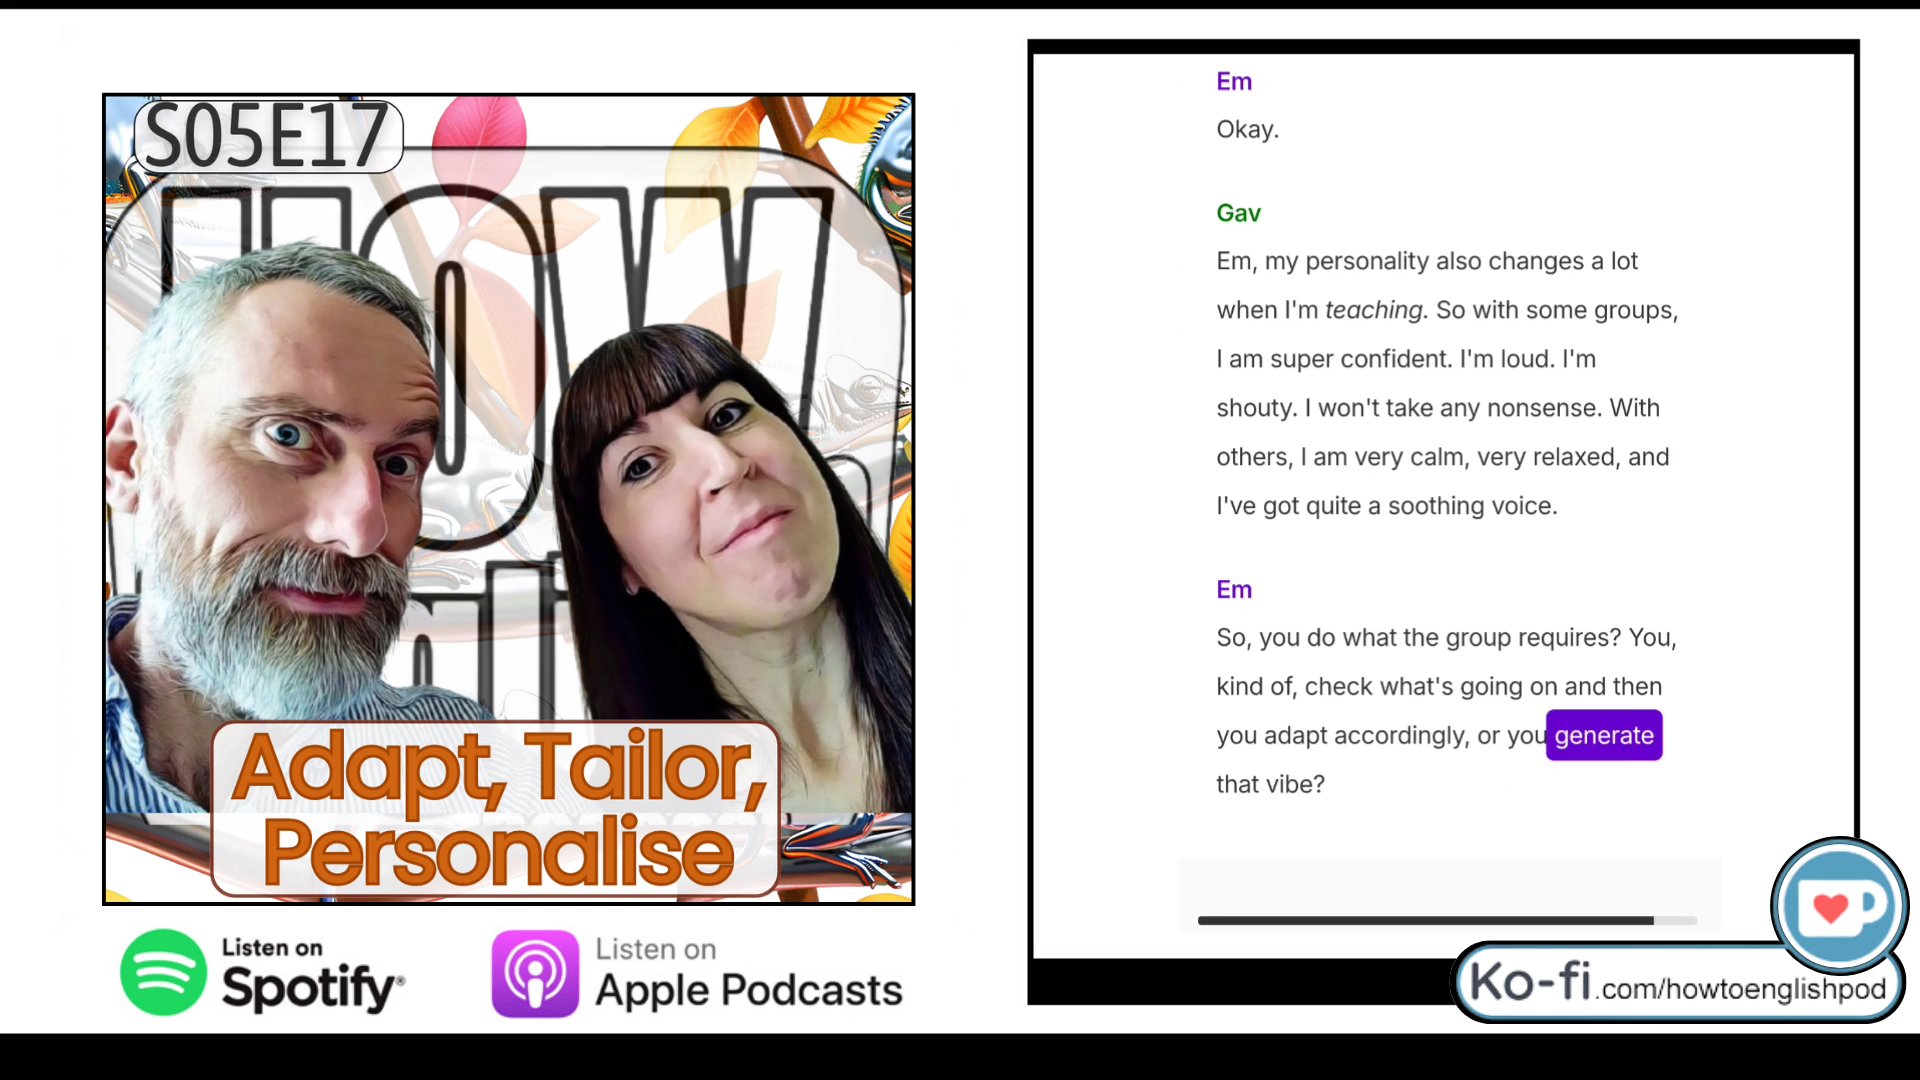 S05E17
HOW
Adapt, Tailor,
Personalise
Listen on
Spotify
Listen on
Apple Podcasts
Em
Okay.
Gav
Em, my personality also changes a lot
when I'm teaching. So with some groups,
I am super confident. I'm loud. I'm
shouty. I won't take any nonsense. With
others, I am very calm, very relaxed, and
I've got quite a soothing voice.
Em
So, you do what the group requires? You,
kind of, check what's going on and then
you adapt accordingly, or you generate
that vibe?
Ko-fi.com/howtoenglishpod